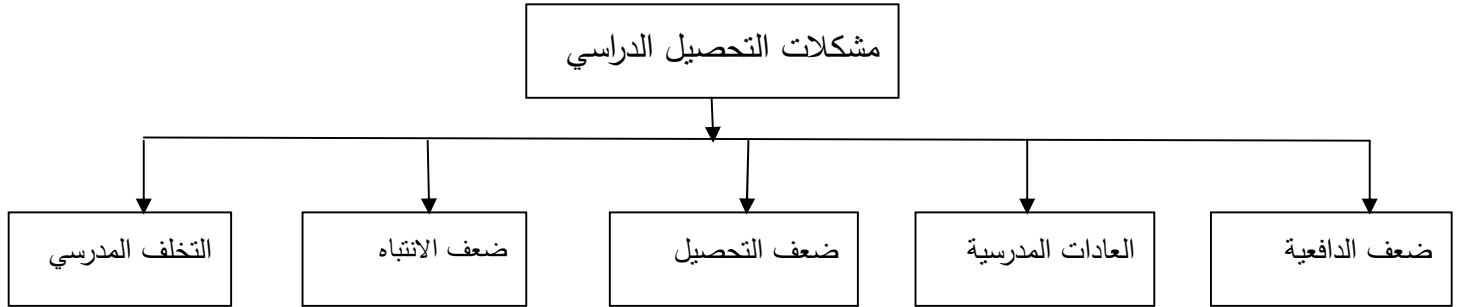 مشكلات التحصيل الدراسي
ضعف الدافعية
العادات المدرسية
ضعف التحصيل
ضعف الانتباه
التخلف المدرسي